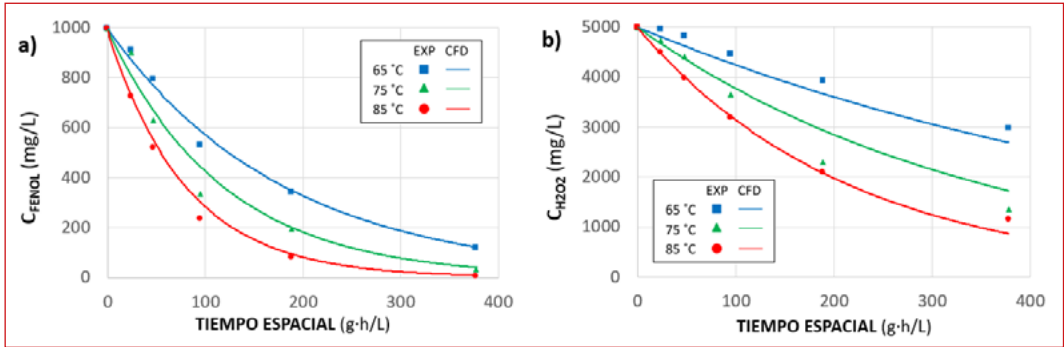 a)
C_FENOL (mg/L)
1000
800
600
400
200
0
EXP CFD
65 ˚C
75 ˚C
85 ˚C
0 100 200 300 400
TIEMPO ESPACIAL (g·h/L)
b)
C_H2O2 (mg/L)
5000
4000
3000
2000
1000
0
EXP CFD
65 ˚C
75 ˚C
85 ˚C
0 100 200 300 400
TIEMPO ESPACIAL (g·h/L)